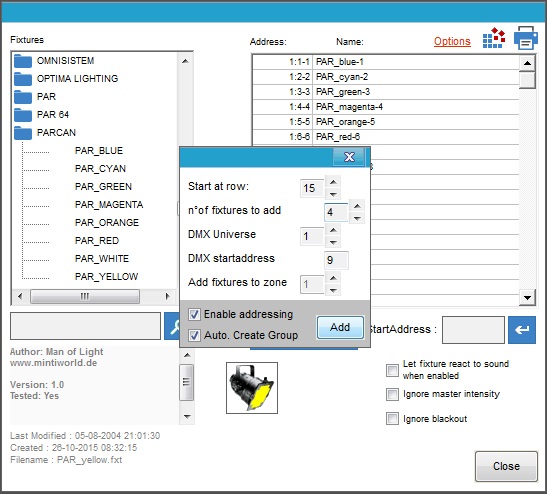 Fixtures
Address: Name: Options
OMNISISTEM
OPTIMA LIGHTING
PAR
PAR 64
PARCAN
PAR_BLUE
PAR_CYAN
PAR_GREEN
PAR_MAGENTA
PAR_ORANGE
PAR_RED
PAR_WHITE
PAR_YELLOW
1:1-1 PAR_blue-1
1:2-2 PAR_cyan-2
1:3-3 PAR_green-3
1:4-4 PAR_magenta-4
1:5-5 PAR_orange-5
1:6-6 PAR_red-6
x
Start at row: 15
n°of fixtures to add 4
DMX Universe 1
DMX startaddress 9
Add fixtures to zone 1
Enable addressing
Auto. Create Group
Add
StartAddress :
Author: Man of Light
www.mintiworld.de
Version: 1.0
Tested: Yes
Let fixture react to sound
when enabled
Ignore master intensity
Ignore blackout
Last Modified : 05-08-2004 21:01:30
Created : 26-10-2015 08:32:15
Filename : PAR_yellow.fxt
Close